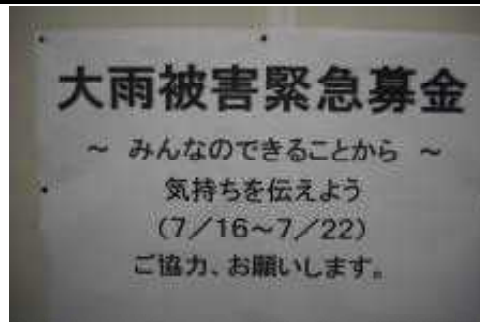 大雨被害緊急募金
～ みんなのできることから ～
気持ちを伝えよう
(7／16～7／22)
ご協力、お願いします。